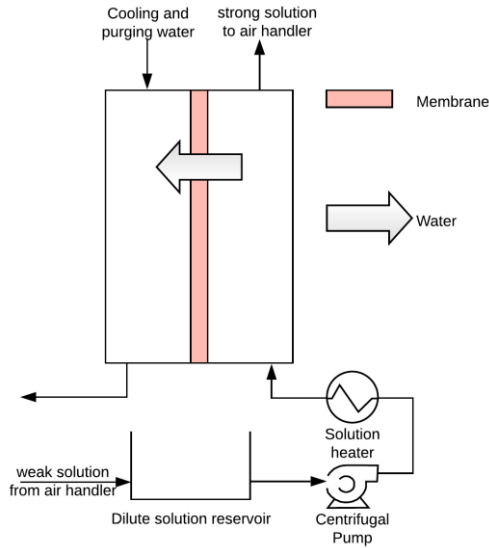 Cooling and
purging water
strong solution
to air handler
Membrane
Water
Solution
heater
weak solution
from air handler
Dilute solution reservoir
Centrifugal
Pump